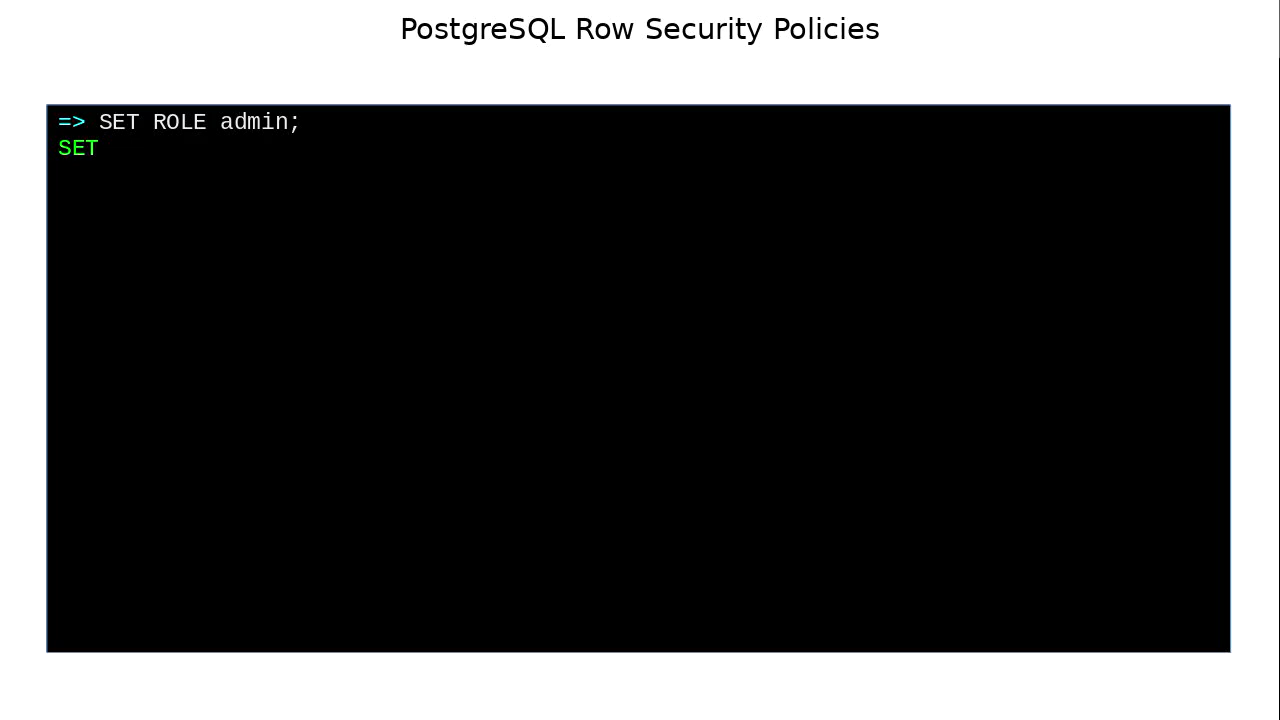 PostgreSQL Row Security Policies
=> SET ROLE admin;
SET